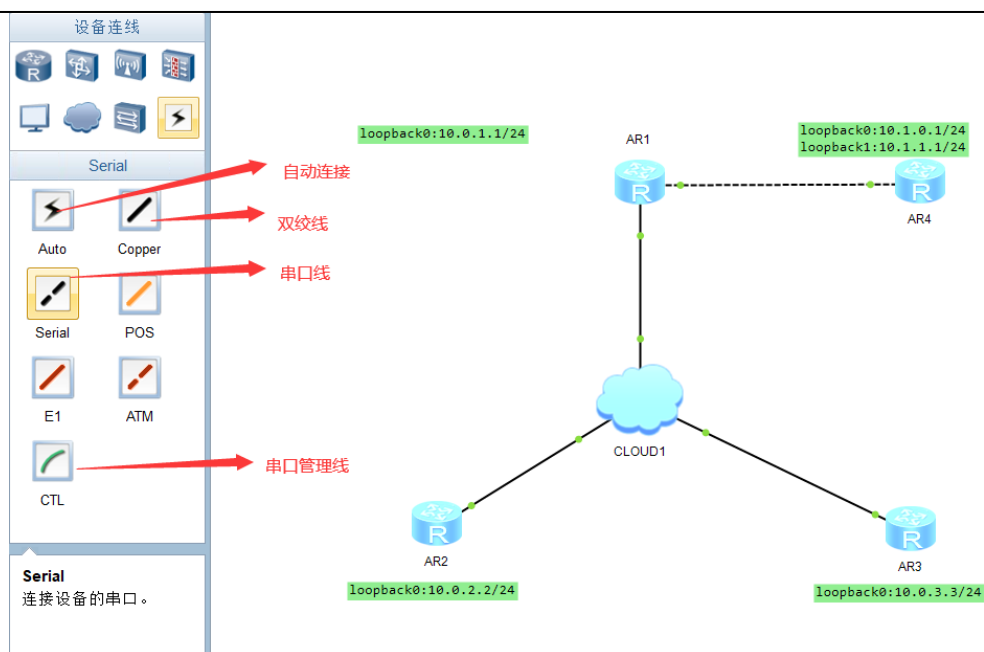 设备连线
R
Serial
Auto
Copper
Serial
POS
E1
ATM
CTL
Serial
连接设备的串口。
自动连接
双绞线
串口线
串口管理线
loopback0:10.0.1.1/24
AR1
R
loopback0:10.1.0.1/24
loopback1:10.1.1.1/24
R
AR4
CLOUD1
R
AR2
loopback0:10.0.2.2/24
R
AR3
loopback0:10.0.3.3/24